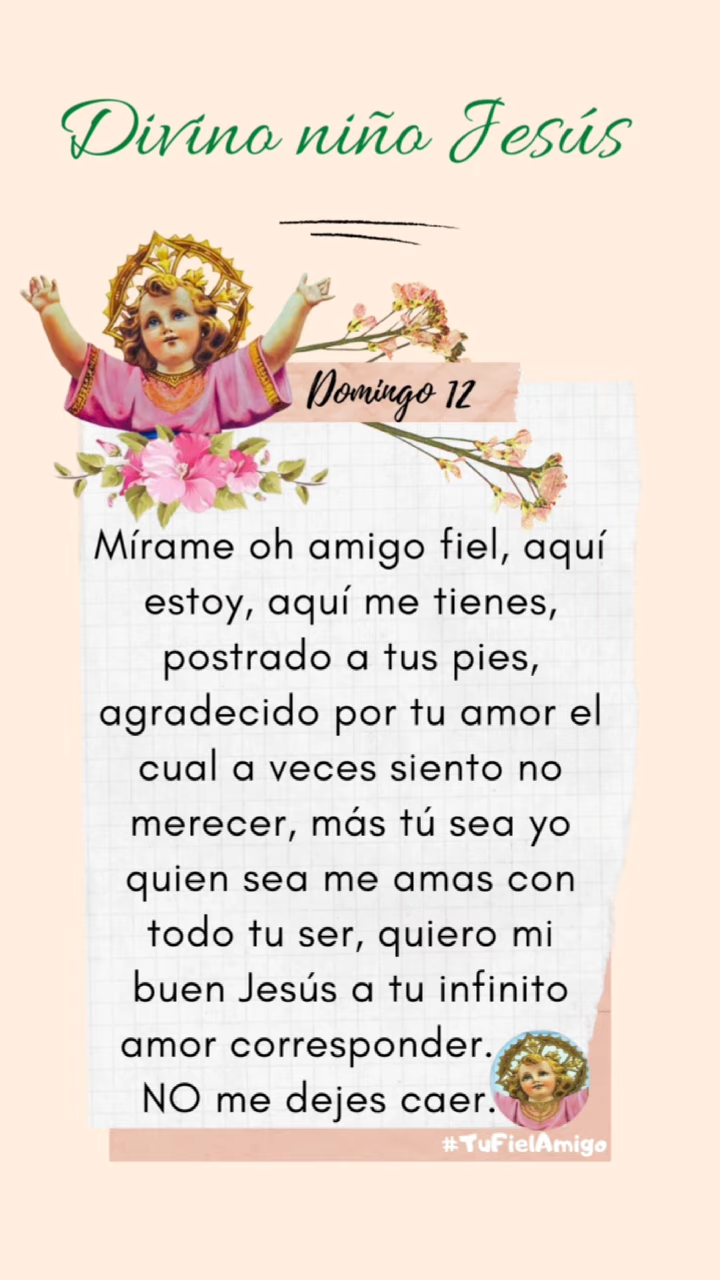 Divino niño Jesús
Domingo 12
Mírame oh amigo fiel, aquí
estoy, aquí me tienes,
postrado a tus pies,
agradecido por tu amor el
cual a veces siento no
merecer, más tú sea yo
quien sea me amas con
todo tu ser, quiero mi
buen Jesús a tu infinito
amor corresponder.
NO me dejes caer.
#TuFielAmigo